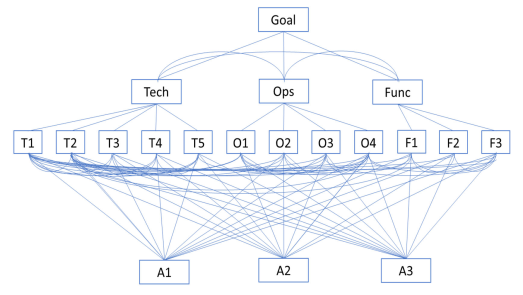 Goal
Tech Ops Func
T1 T2 T3 T4 T5 O1 O2 O3 O4 F1 F2 F3
A1 A2 A3